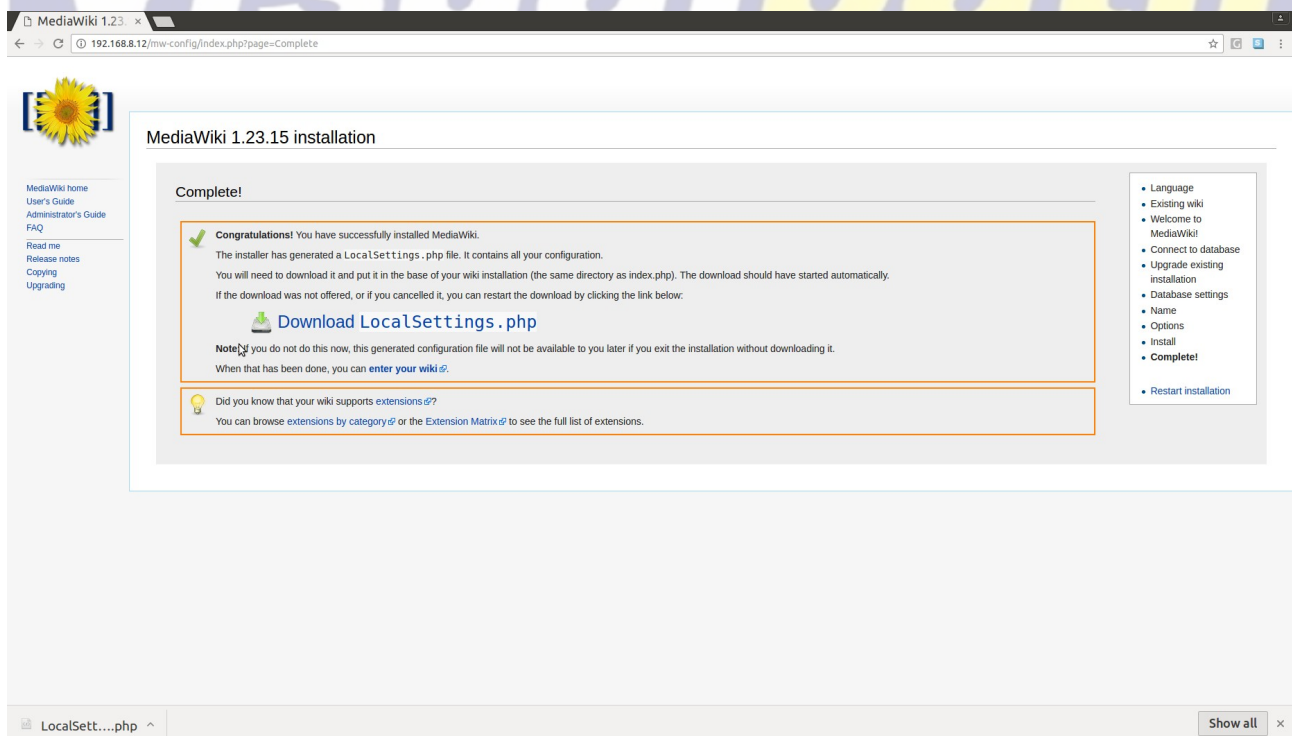 MediaWiki 1.23.
192.168.8.12/mw-config/index.php?page=Complete
MediaWiki 1.23.15 installation
MediaWiki home
User's Guide
Administrator's Guide
FAQ
Read me
Release notes
Copying
Upgrading
Complete!
Congratulations! You have successfully installed MediaWiki.
The installer has generated a LocalSettings.php file. It contains all your configuration.
You will need to download it and put it in the base of your wiki installation (the same directory as index.php). The download should have started automatically.
If the download was not offered, or if you cancelled it, you can restart the download by clicking the link below:
Download LocalSettings.php
Note: If you do not do this now, this generated configuration file will not be available to you later if you exit the installation without downloading it.
When that has been done, you can enter your wiki.
Did you know that your wiki supports extensions?
You can browse extensions by category or the Extension Matrix to see the full list of extensions.
Language
Existing wiki
Welcome to
MediaWiki!
Connect to database
Upgrade existing
installation
Database settings
Name
Options
Install
Complete!
Restart installation
LocalSett....php
Show all